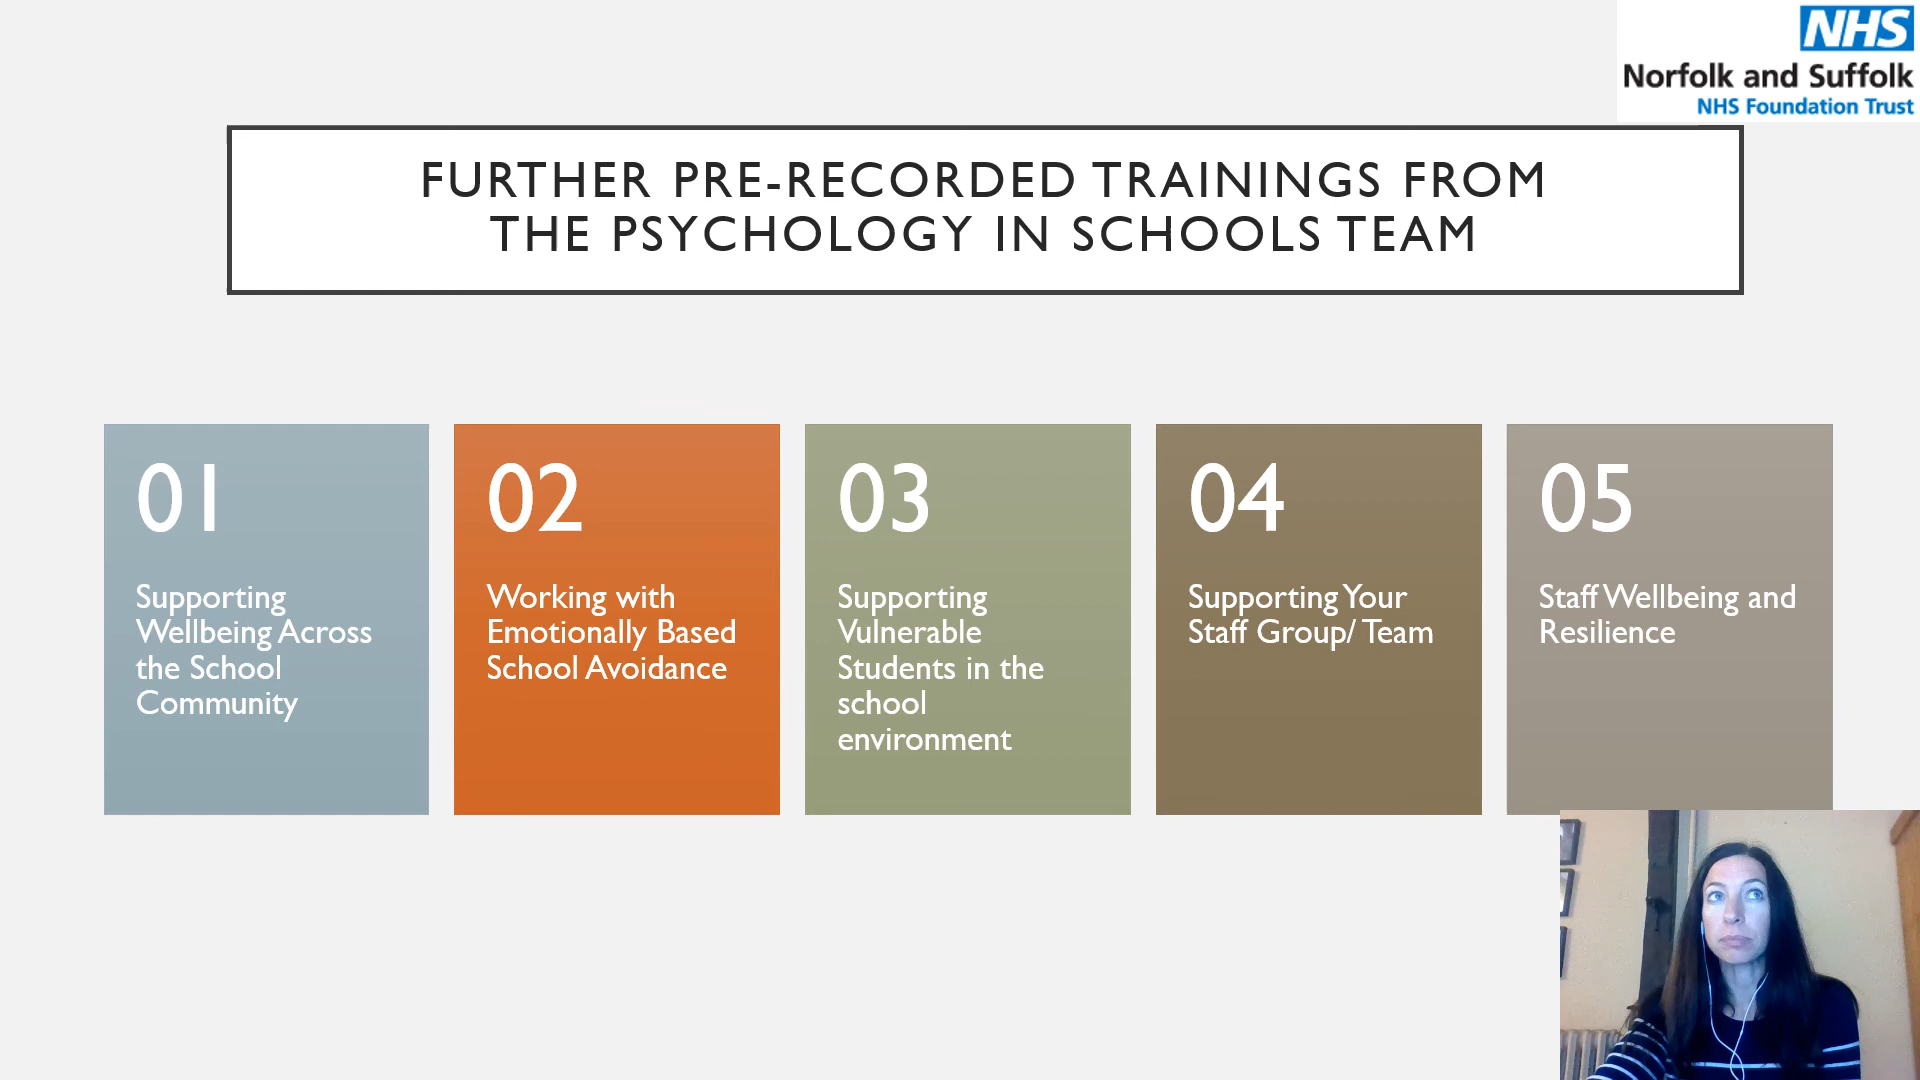 NHS
Norfolk and Suffolk
NHS Foundation Trust
FURTHER PRE-RECORDED TRAININGS FROM
THE PSYCHOLOGY IN SCHOOLS TEAM
01
Supporting
Wellbeing Across
the School
Community
02
Working with
Emotionally Based
School Avoidance
03
Supporting
Vulnerable
Students in the
school
environment
04
Supporting Your
Staff Group/ Team
05
Staff Wellbeing and
Resilience